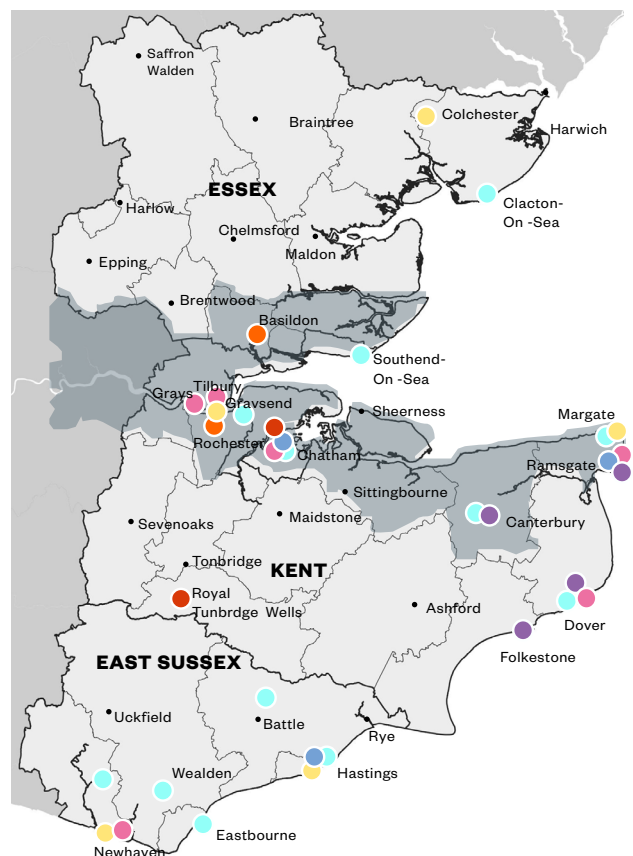 Saffron
Walden
Braintree
Colchester
Harwich
ESSEX
Clacton-
On -Sea
Harlow
Chelmsford
Maldon
Epping
Brentwood
Basildon
Southend-
On -Sea
Tilbury
Grays
Gravsend
Sheerness
Margate
Rochester
Chatham
Ramsgate
Sittingbourne
Maidstone
Canterbury
Sevenoaks
Tonbridge
KENT
Royal
Tunbrdge Wells
Ashford
Dover
Folkestone
EAST SUSSEX
Uckfield
Battle
Rye
Wealden
Hastings
Eastbourne
Newhaven